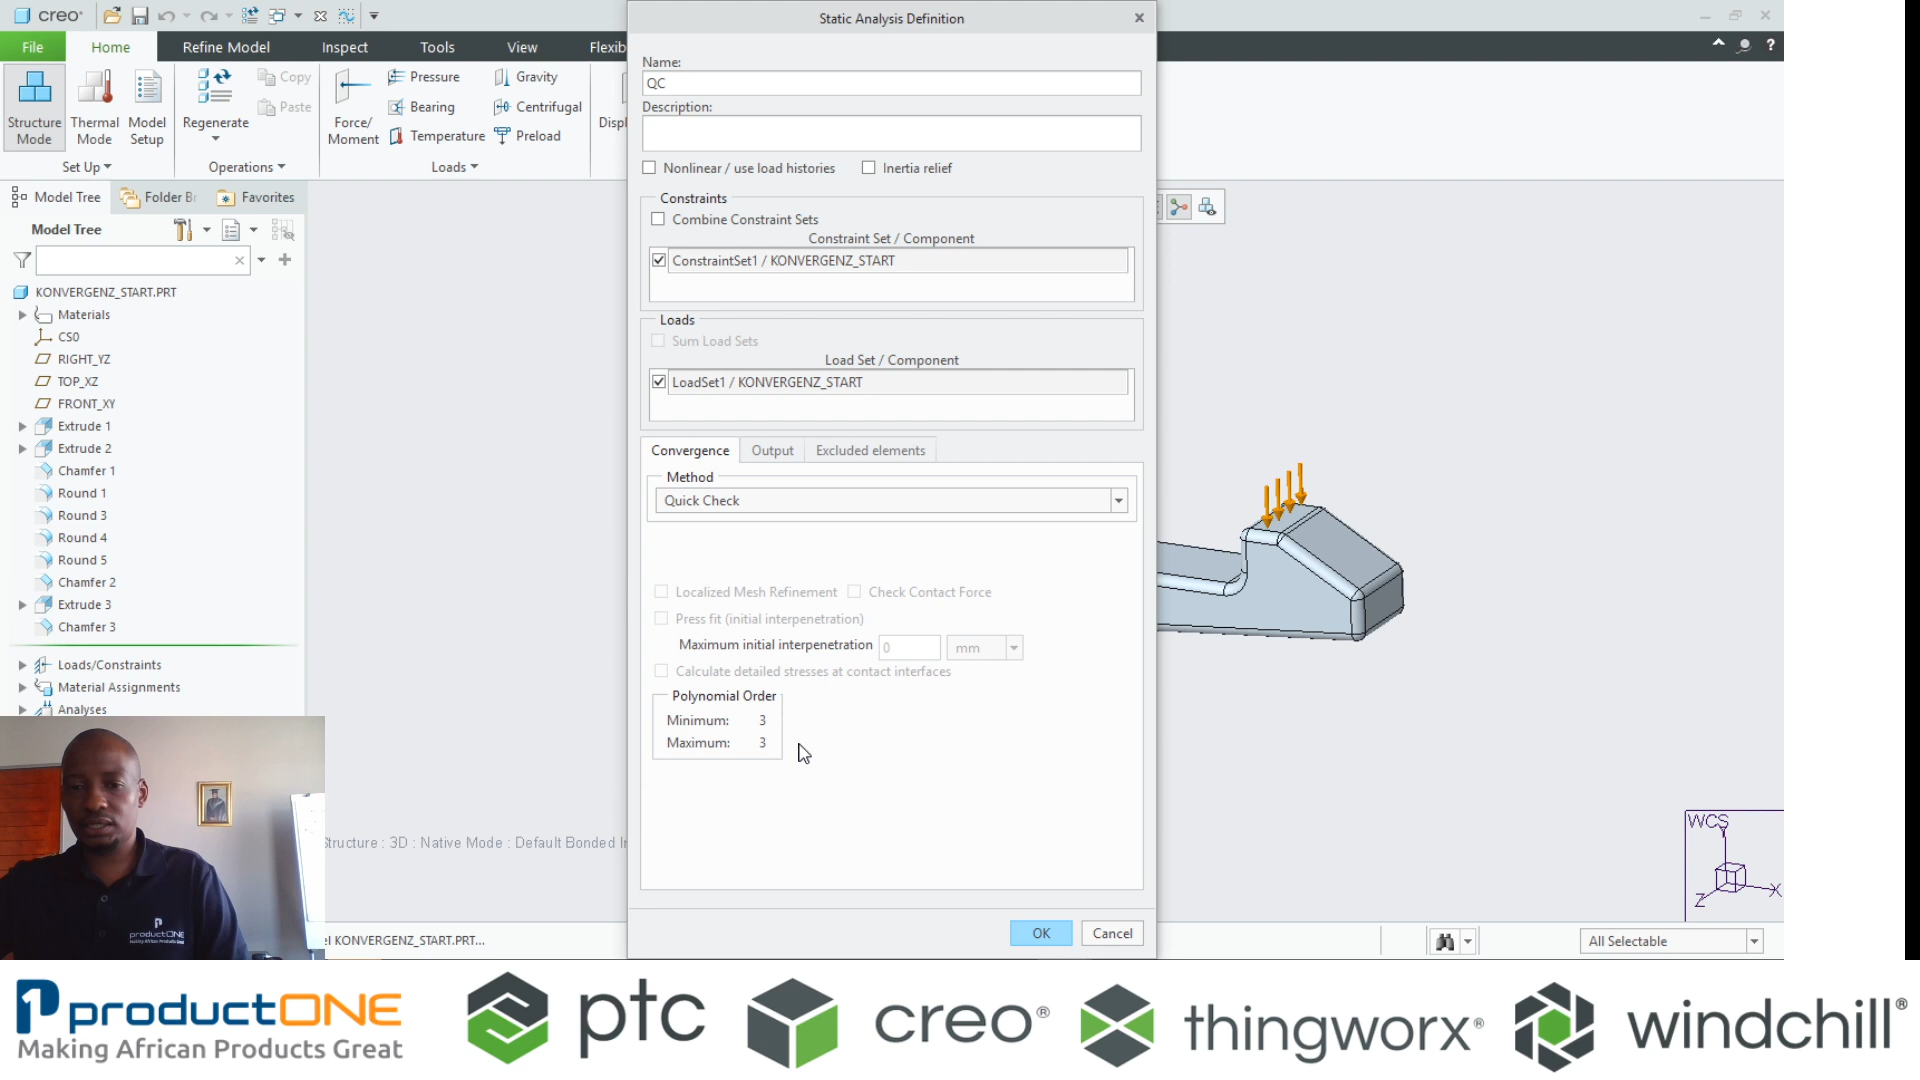 creo®
Static Analysis Definition
File
Home
Refine Model
Inspect
Tools
View
Flexib
Structure Mode
Thermal Mode
Model Setup
Regenerate
Copy
Paste
Force/ Moment
Pressure
Bearing
Temperature
Gravity
Centrifugal
Preload
Displ
Set Up
Operations
Loads
Model Tree
Folder Br
Favorites
Model Tree
KONVERGENZ_START.PRT
Materials
CS0
RIGHT_YZ
TOP_XZ
FRONT_XY
Extrude 1
Extrude 2
Chamfer 1
Round 1
Round 3
Round 4
Round 5
Chamfer 2
Extrude 3
Chamfer 3
Loads/Constraints
Material Assignments
Analyses
Name:
QC
Description:
Nonlinear / use load histories
Inertia relief
Constraints
Combine Constraint Sets
Constraint Set / Component
ConstraintSet1 / KONVERGENZ_START
Loads
Sum Load Sets
Load Set / Component
LoadSet1 / KONVERGENZ_START
Convergence
Output
Excluded elements
Method
Quick Check
Localized Mesh Refinement
Check Contact Force
Press fit (initial interpenetration)
Maximum initial interpenetration
0
mm
Calculate detailed stresses at contact interfaces
Polynomial Order
Minimum: 3
Maximum: 3
OK
Cancel
Structure : 3D : Native Mode : Default Bonded In
el KONVERGENZ_START.PRT...
WCS
Y
Z
X
All Selectable
productONE
Making African Products Great
productONE
Making African Products Great
ptc
creo®
thingworx®
windchill®